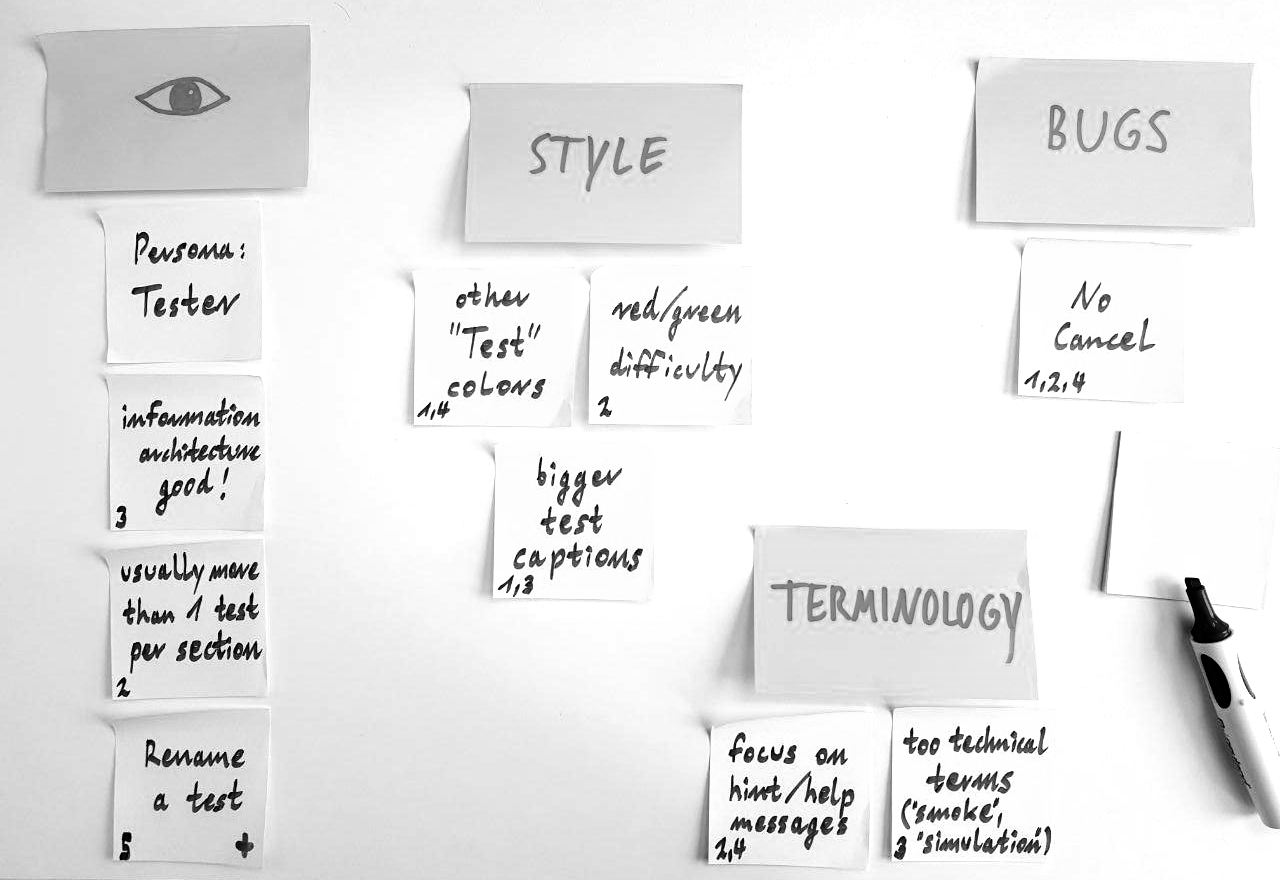 Persona:
Tester
information
architecture
good!
3
usually more
than 1 test
per section
2
Rename
a test
5 +
STYLE
other
"Test"
colors
1,4
red/green
difficulty
2
bigger
test
captions
1,3
BUGS
No
Cancel
1,2,4
TERMINOLOGY
focus on
hint/help
messages
2,4
too technical
terms
('smoke',
3 'simulation')